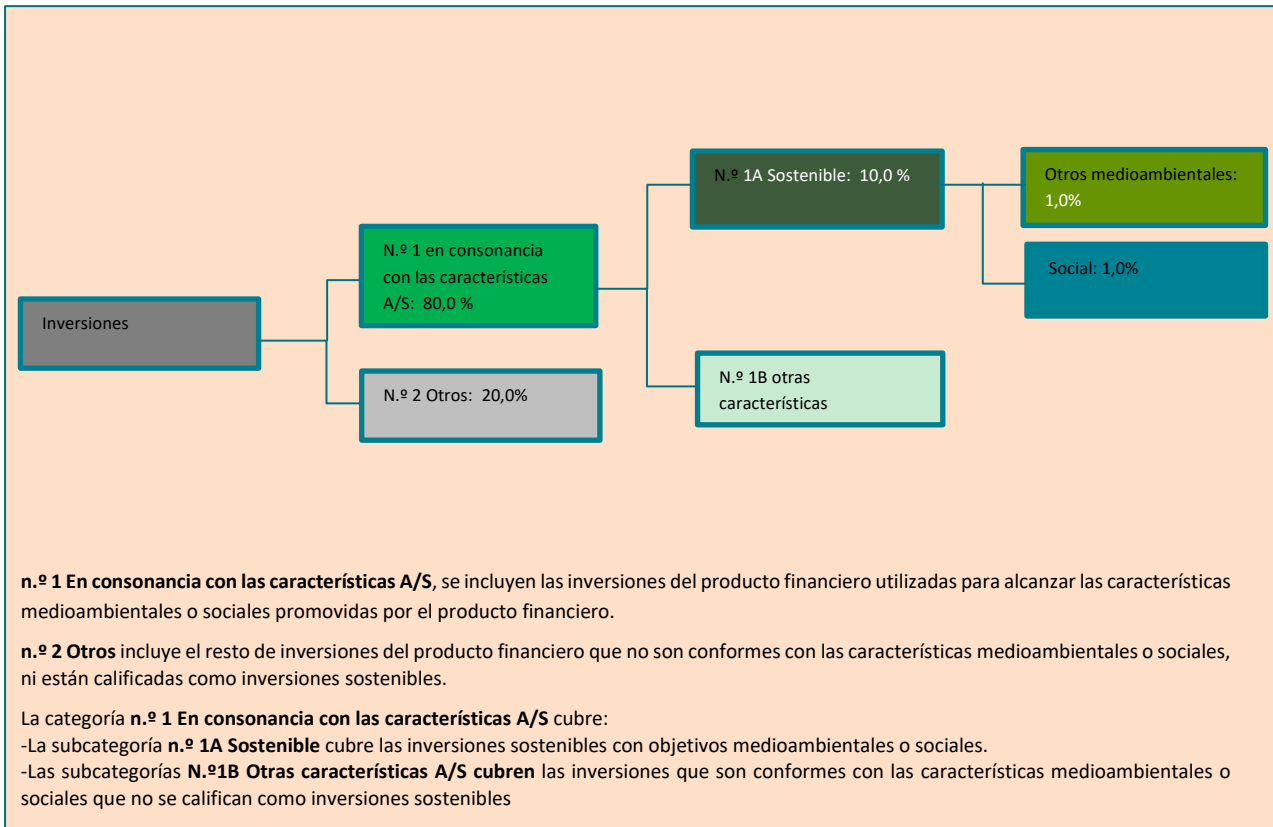 N.º 1A Sostenible: 10,0 %
Otros medioambientales:
1,0%
N.º 1 en consonancia
con las características
A/S: 80,0 %
Social: 1,0%
Inversiones
N.º 2 Otros: 20,0%
N.º 1B otras
características
n.º 1 En consonancia con las características A/S, se incluyen las inversiones del producto financiero utilizadas para alcanzar las características
medioambientales o sociales promovidas por el producto financiero.
n.º 2 Otros incluye el resto de inversiones del producto financiero que no son conformes con las características medioambientales o sociales,
ni están calificadas como inversiones sostenibles.
La categoría n.º 1 En consonancia con las características A/S cubre:
-La subcategoría n.º 1A Sostenible cubre las inversiones sostenibles con objetivos medioambientales o sociales.
-Las subcategorías N.º1B Otras características A/S cubren las inversiones que son conformes con las características medioambientales o
sociales que no se califican como inversiones sostenibles